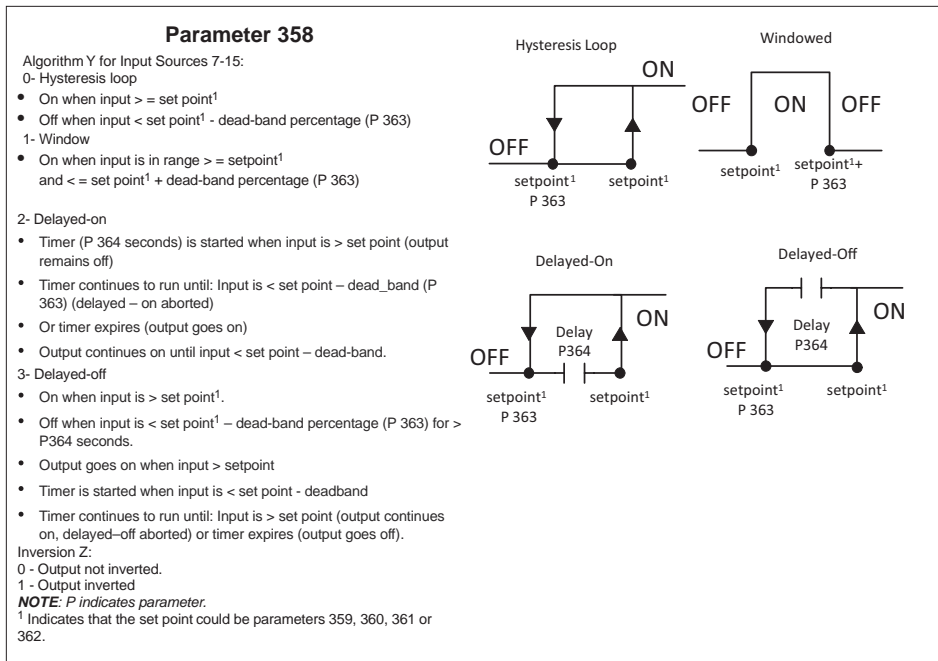 Parameter 358
Algorithm Y for Input Sources 7-15:
0- Hysteresis loop
• On when input > = set point¹
• Off when input < set point¹ - dead-band percentage (P 363)
1- Window
• On when input is in range > = setpoint¹
and < = set point¹ + dead-band percentage (P 363)
2- Delayed-on
• Timer (P 364 seconds) is started when input is > set point (output
remains off)
• Timer continues to run until: Input is < set point – dead_band (P
363) (delayed – on aborted)
• Or timer expires (output goes on)
• Output continues on until input < set point – dead-band.
3- Delayed-off
• On when input is > set point¹.
• Off when input is < set point¹ – dead-band percentage (P 363) for >
P364 seconds.
• Output goes on when input > setpoint
• Timer is started when input is < set point - deadband
• Timer continues to run until: Input is > set point (output continues
on, delayed–off aborted) or timer expires (output goes off).
Inversion Z:
0 - Output not inverted.
1 - Output inverted
NOTE: P indicates parameter.
¹ Indicates that the set point could be parameters 359, 360, 361 or
362.
Hysteresis Loop
ON
OFF
setpoint¹
P 363
setpoint¹
Windowed
OFF
ON
OFF
setpoint¹
setpoint¹+
P 363
Delayed-On
ON
Delay
P364
OFF
setpoint¹
P 363
setpoint¹
Delayed-Off
ON
Delay
P364
OFF
setpoint¹
P 363
setpoint¹